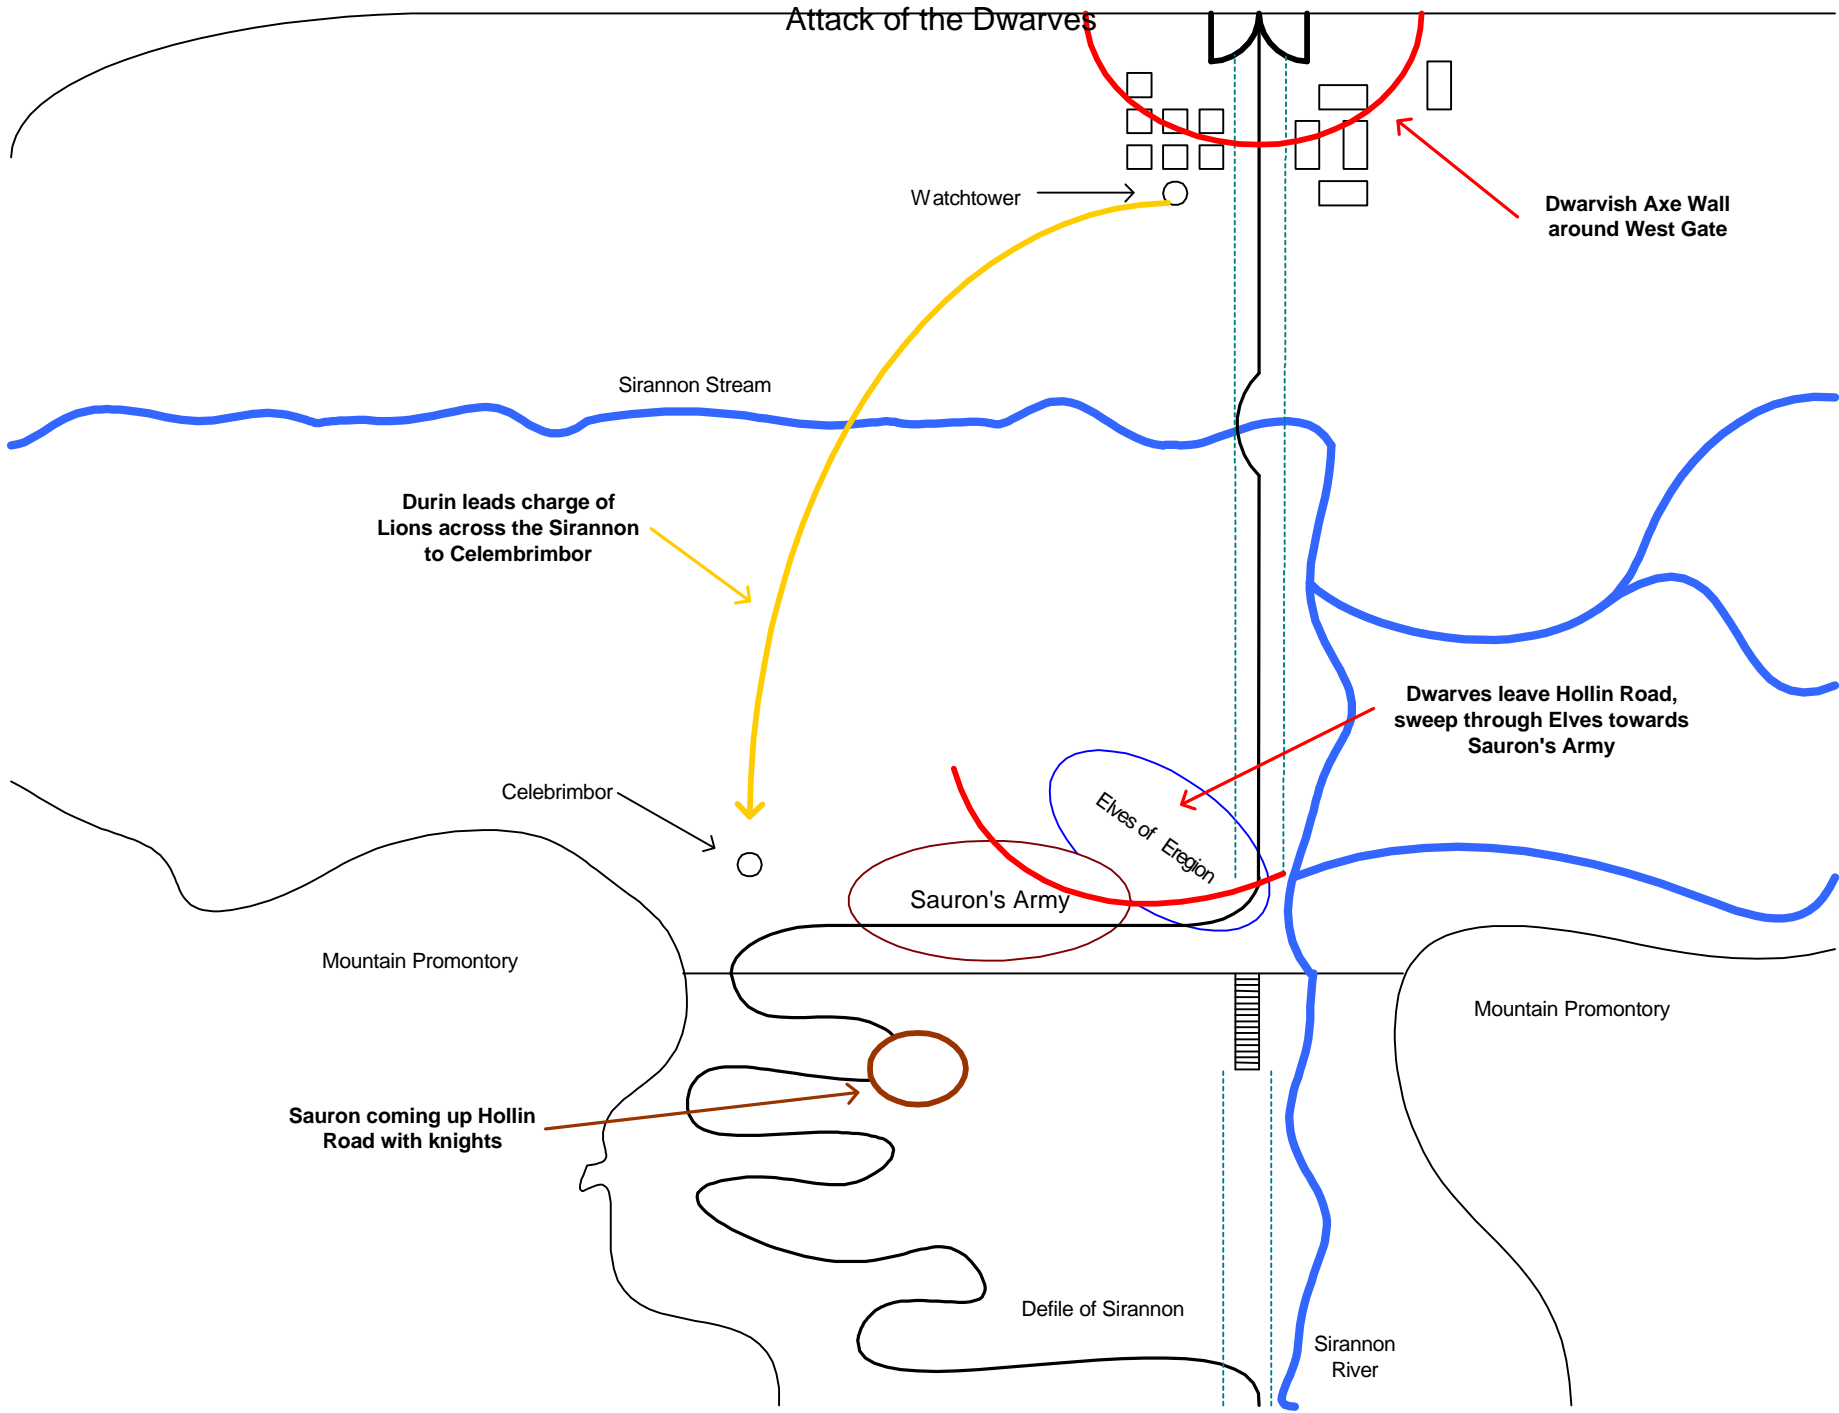 Attack of the Dwarves
Watchtower
Dwarvish Axe Wall
around West Gate
Sirannon Stream
Durin leads charge of
Lions across the Sirannon
to Celembrimbor
Dwarves leave Hollin Road,
sweep through Elves towards
Sauron's Army
Celebrimbor
Elves of Eregion
Sauron's Army
Mountain Promontory
Mountain Promontory
Sauron coming up Hollin
Road with knights
Defile of Sirannon
Sirannon
River